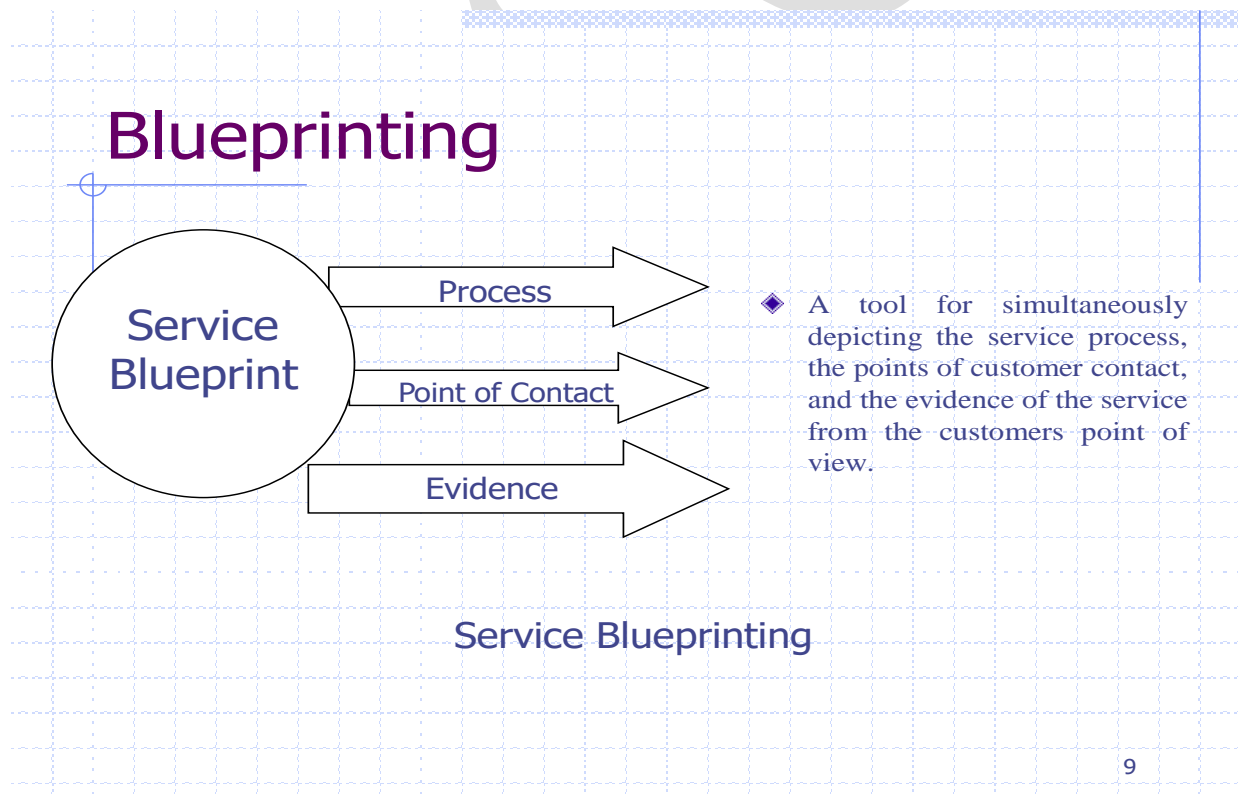 Blueprinting
Service
Blueprint
Process
Point of Contact
Evidence
A tool for simultaneously
depicting the service process,
the points of customer contact,
and the evidence of the service
from the customers point of
view.
Service Blueprinting
9